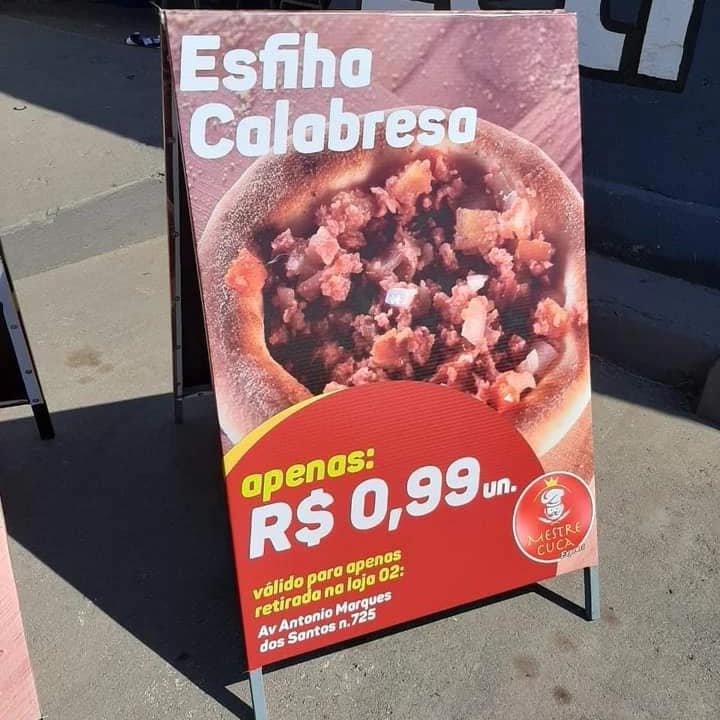 Esfiha
Calabresa
apenas:
R$ 0,99 un.
válido para apenas
retirada na loja 02:
Av Antonio Marques
dos Santos n.725
MESTRE
CUCA